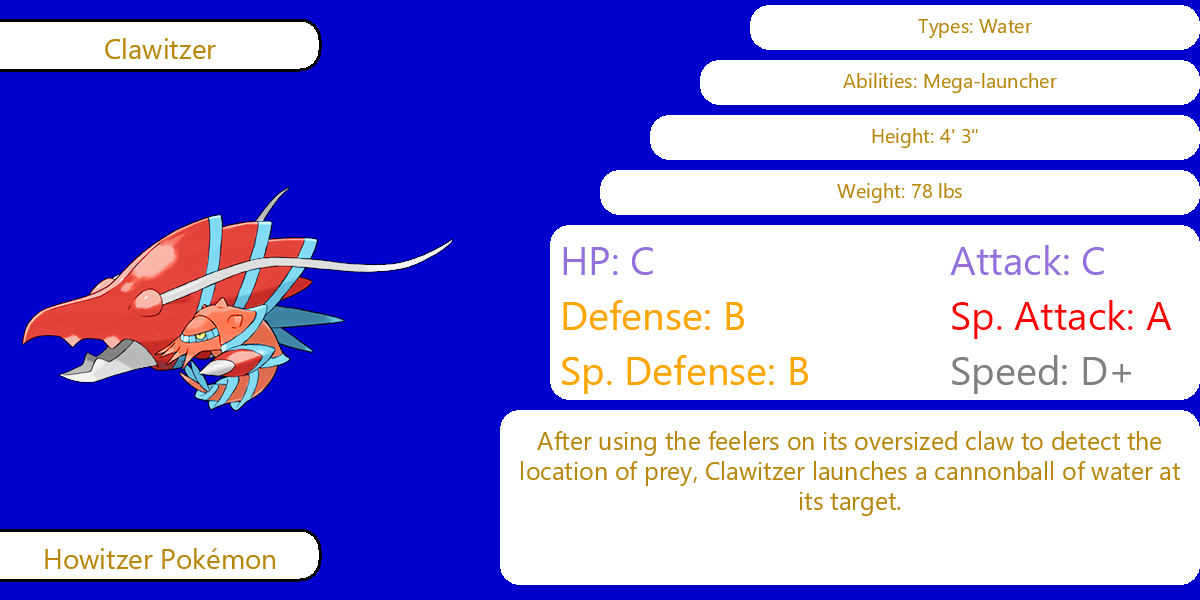 Clawitzer
Types: Water
Abilities: Mega-launcher
Height: 4' 3"
Weight: 78 lbs
HP: C
Attack: C
Defense: B
Sp. Attack: A
Sp. Defense: B
Speed: D+
After using the feelers on its oversized claw to detect the
location of prey, Clawitzer launches a cannonball of water at
its target.
Howitzer Pokémon